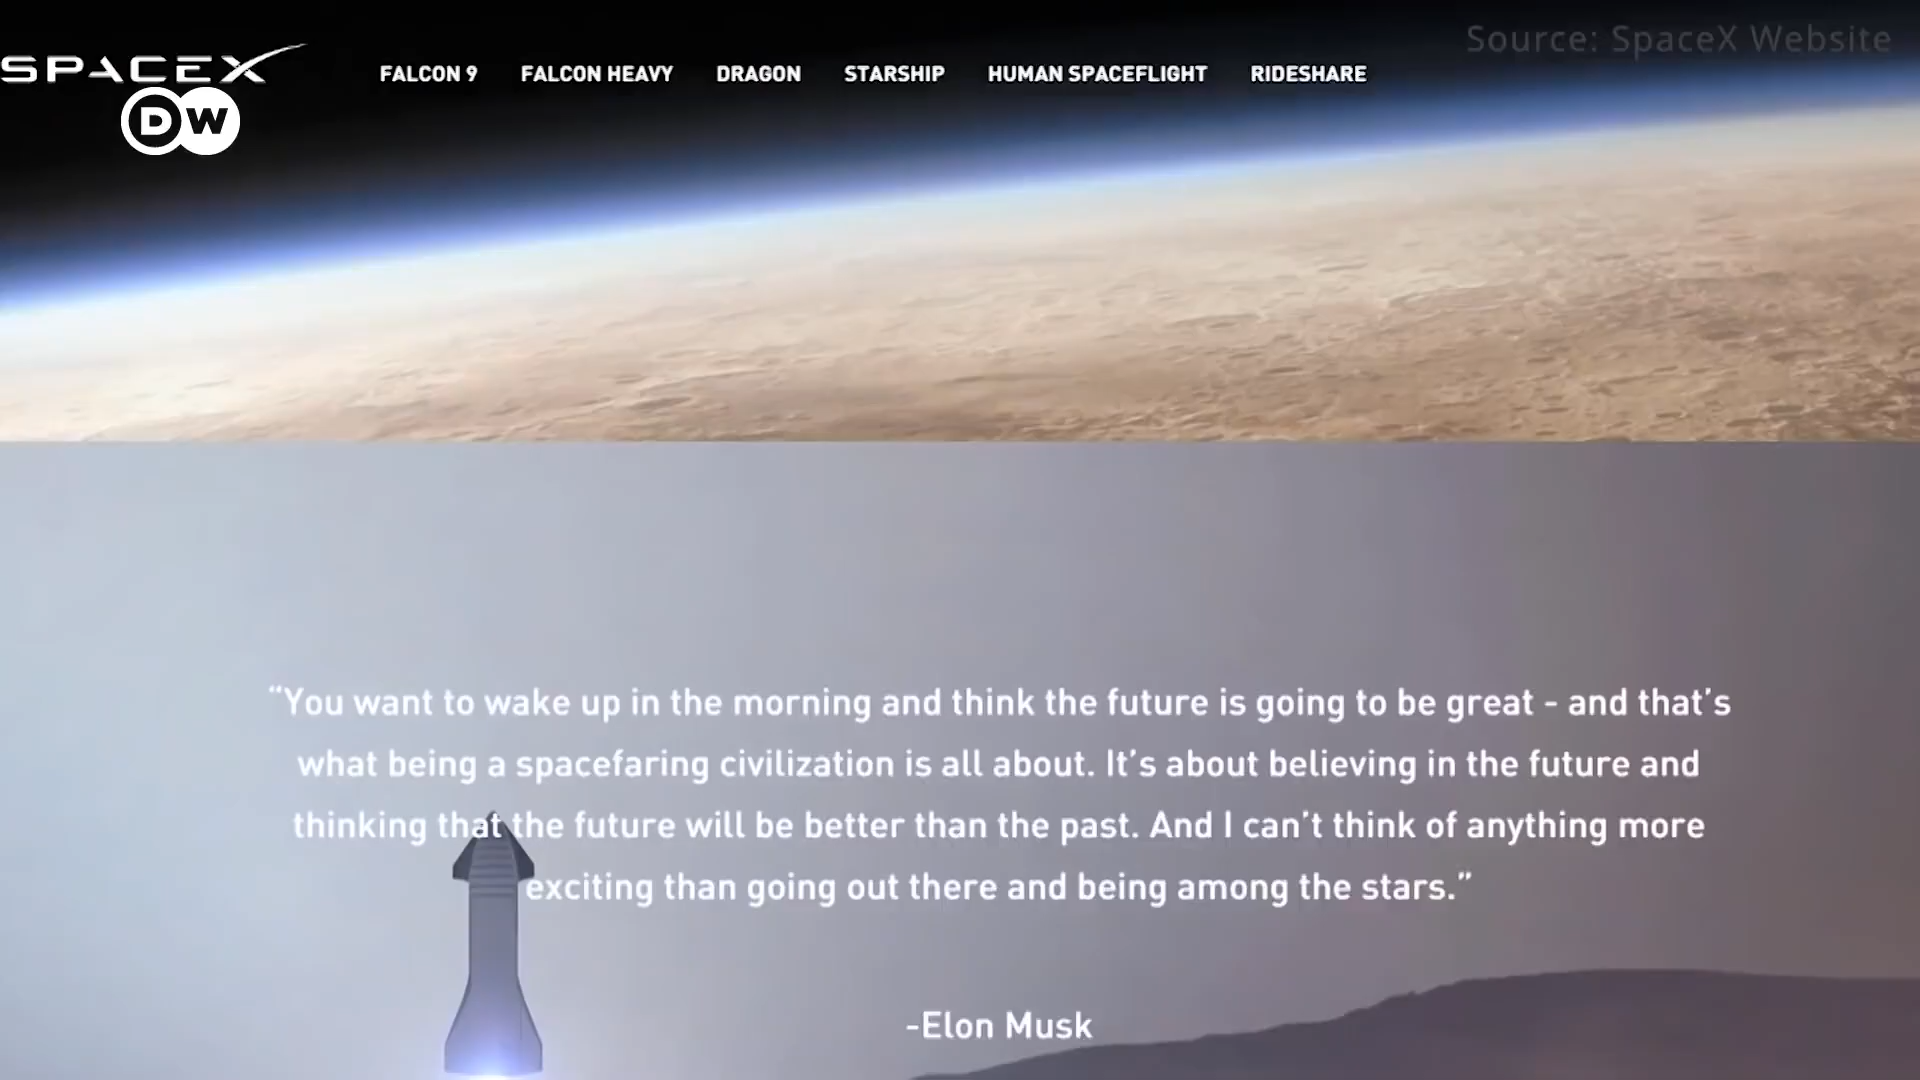 Source: SpaceX Website
SPACEX
FALCON 9 FALCON HEAVY DRAGON STARSHIP HUMAN SPACEFLIGHT RIDESHARE
DW
“You want to wake up in the morning and think the future is going to be great - and that’s
what being a spacefaring civilization is all about. It’s about believing in the future and
thinking that the future will be better than the past. And I can’t think of anything more
exciting than going out there and being among the stars.”
-Elon Musk